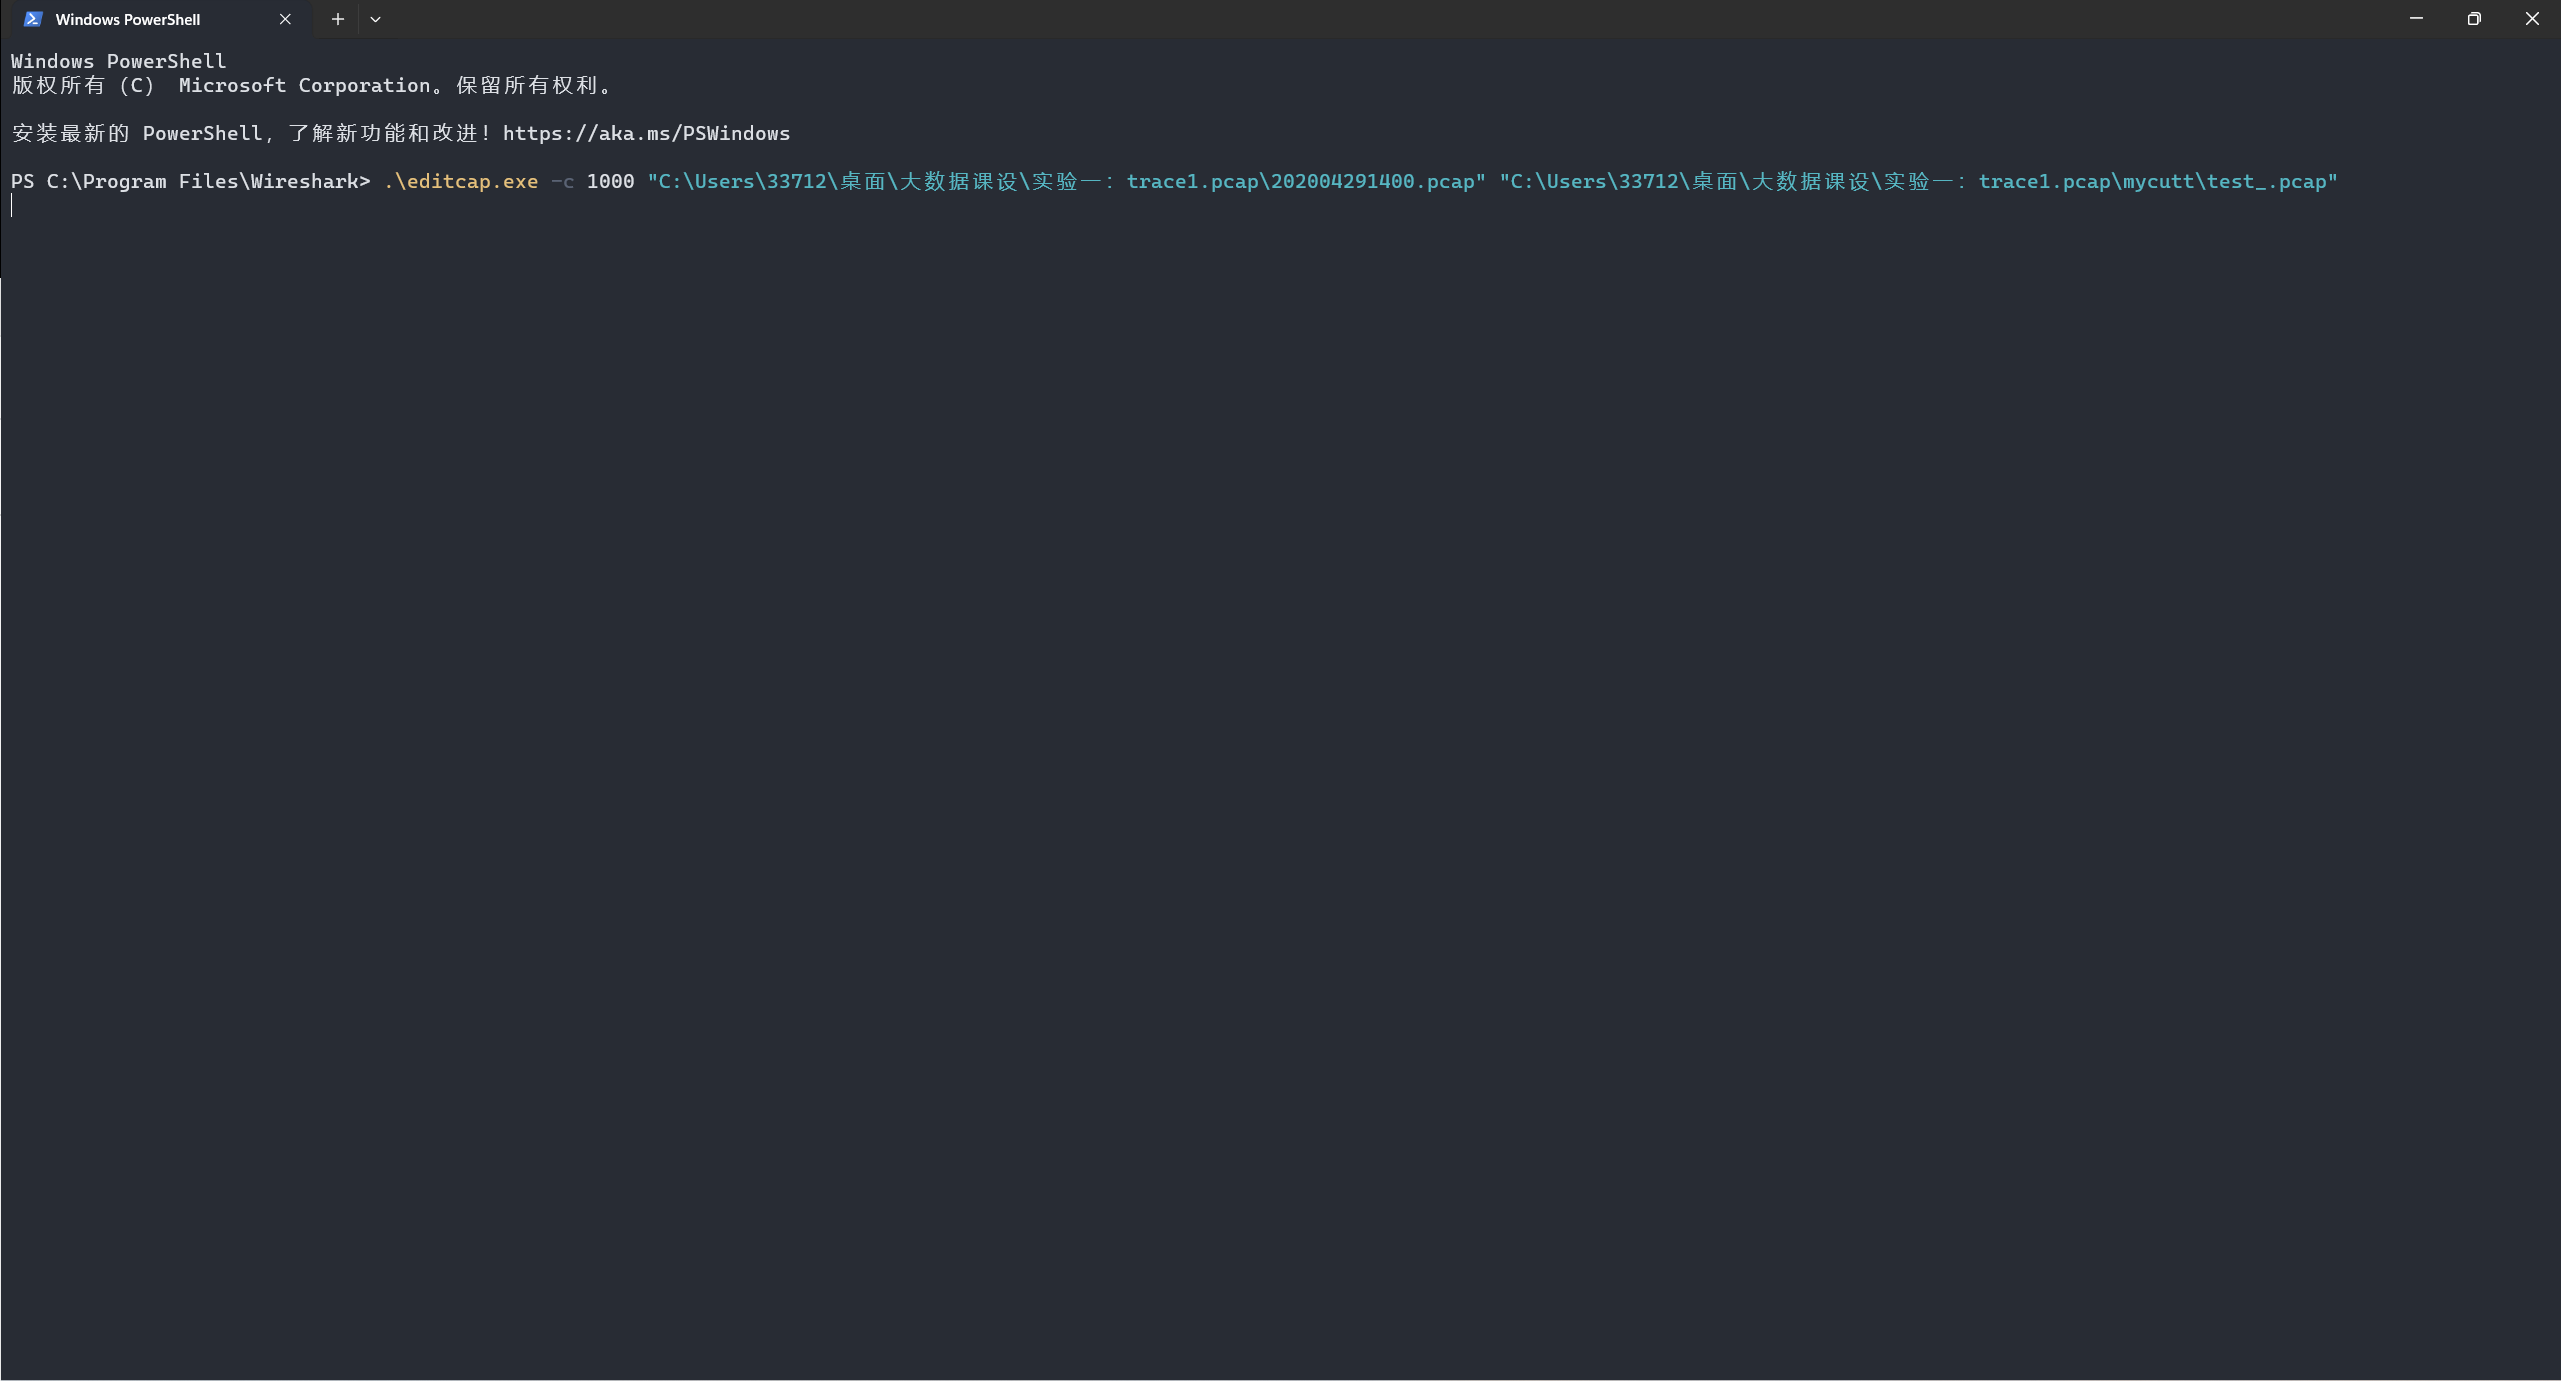 Windows PowerShell
Windows PowerShell
版权所有（C） Microsoft Corporation。保留所有权利。
安装最新的 PowerShell，了解新功能和改进！https://aka.ms/PSWindows
PS C:\Program Files\Wireshark> .\editcap.exe -c 1000 "C:\Users\33712\桌面\大数据课设\实验一：trace1.pcap\202004291400.pcap" "C:\Users\33712\桌面\大数据课设\实验一：trace1.pcap\mycutt\test_.pcap"